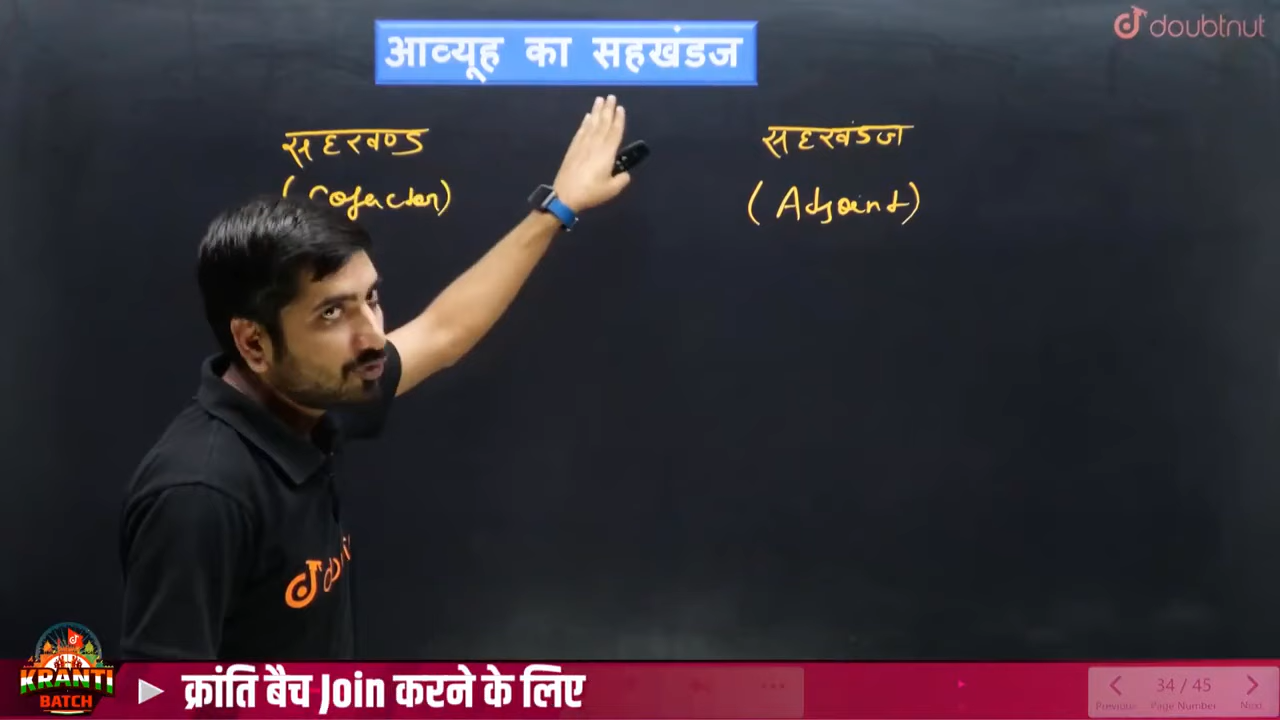 doubtnut
आव्यूह का सहखंडज
सहखण्ड
सहखंडज
(Cofactor)
(Adjoint)
KRANTI
BATCH
क्रांति बैच Join करने के लिए
34 / 45
Previous Page Number Next